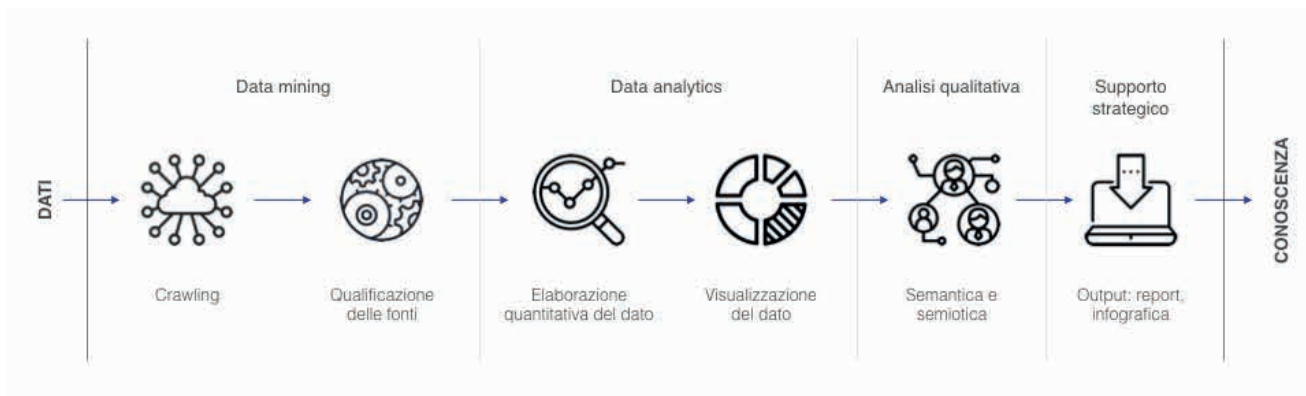 DATI
Data mining
Crawling
Qualificazione
delle fonti
Data analytics
Elaborazione
quantitativa del dato
Visualizzazione
del dato
Analisi qualitativa
Semantica e
semiotica
Supporto
strategico
Output: report,
infografica
CONOSCENZA